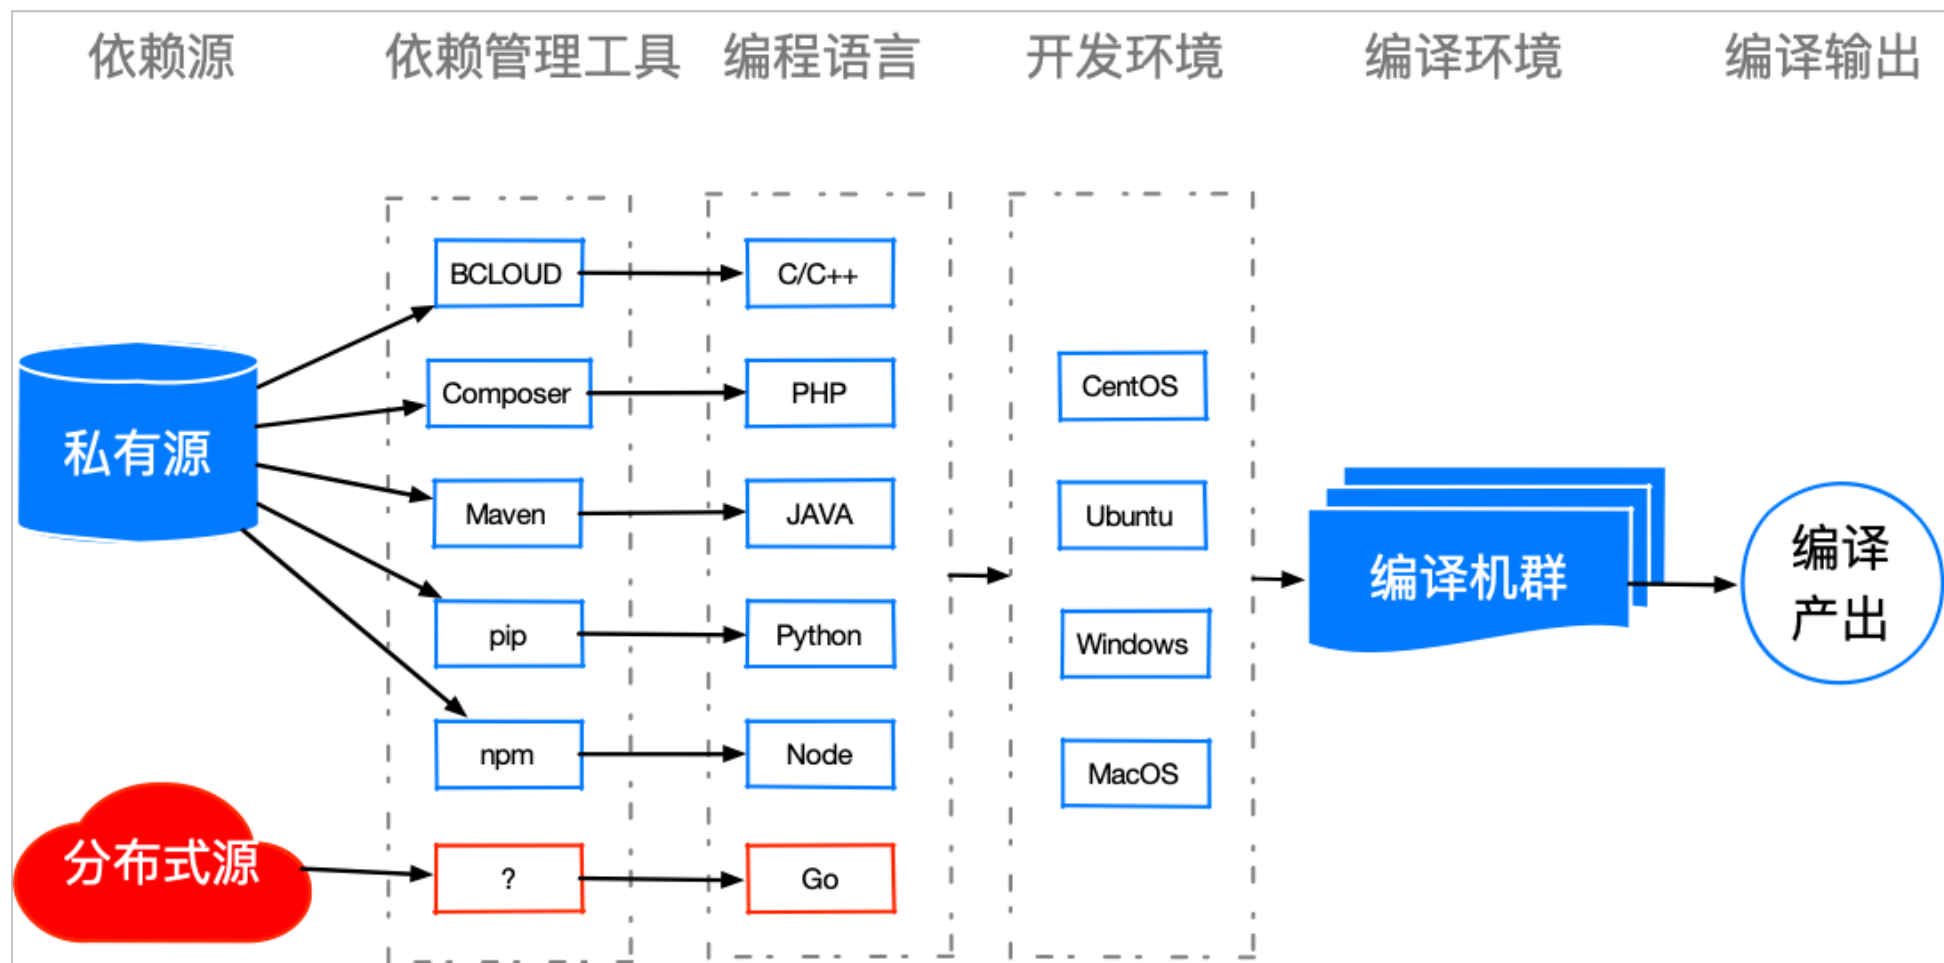 依赖源
依赖管理工具
编程语言
开发环境
编译环境
编译输出
BCLOUD
C/C++
Composer
PHP
CentOS
私有源
Maven
JAVA
Ubuntu
编译机群
编译
产出
pip
Python
Windows
npm
Node
MacOS
分布式源
?
Go